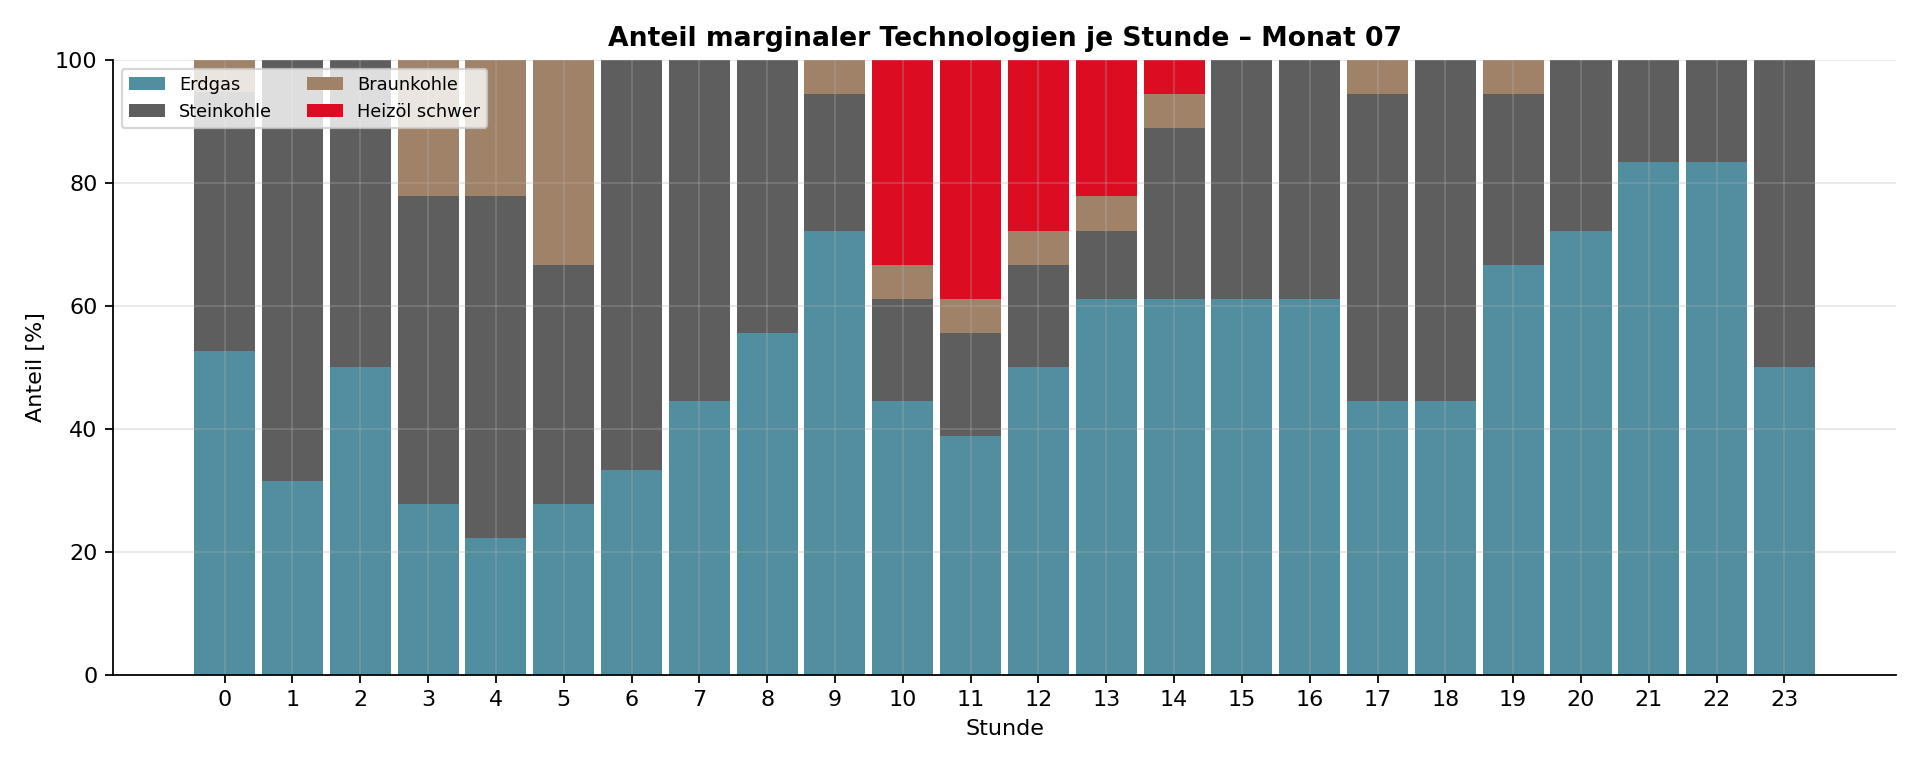 Anteil marginaler Technologien je Stunde – Monat 07
Erdgas
Steinkohle
Braunkohle
Heizöl schwer
Anteil [%]
100
80
60
40
20
0
0 1 2 3 4 5 6 7 8 9 10 11 12 13 14 15 16 17 18 19 20 21 22 23
Stunde